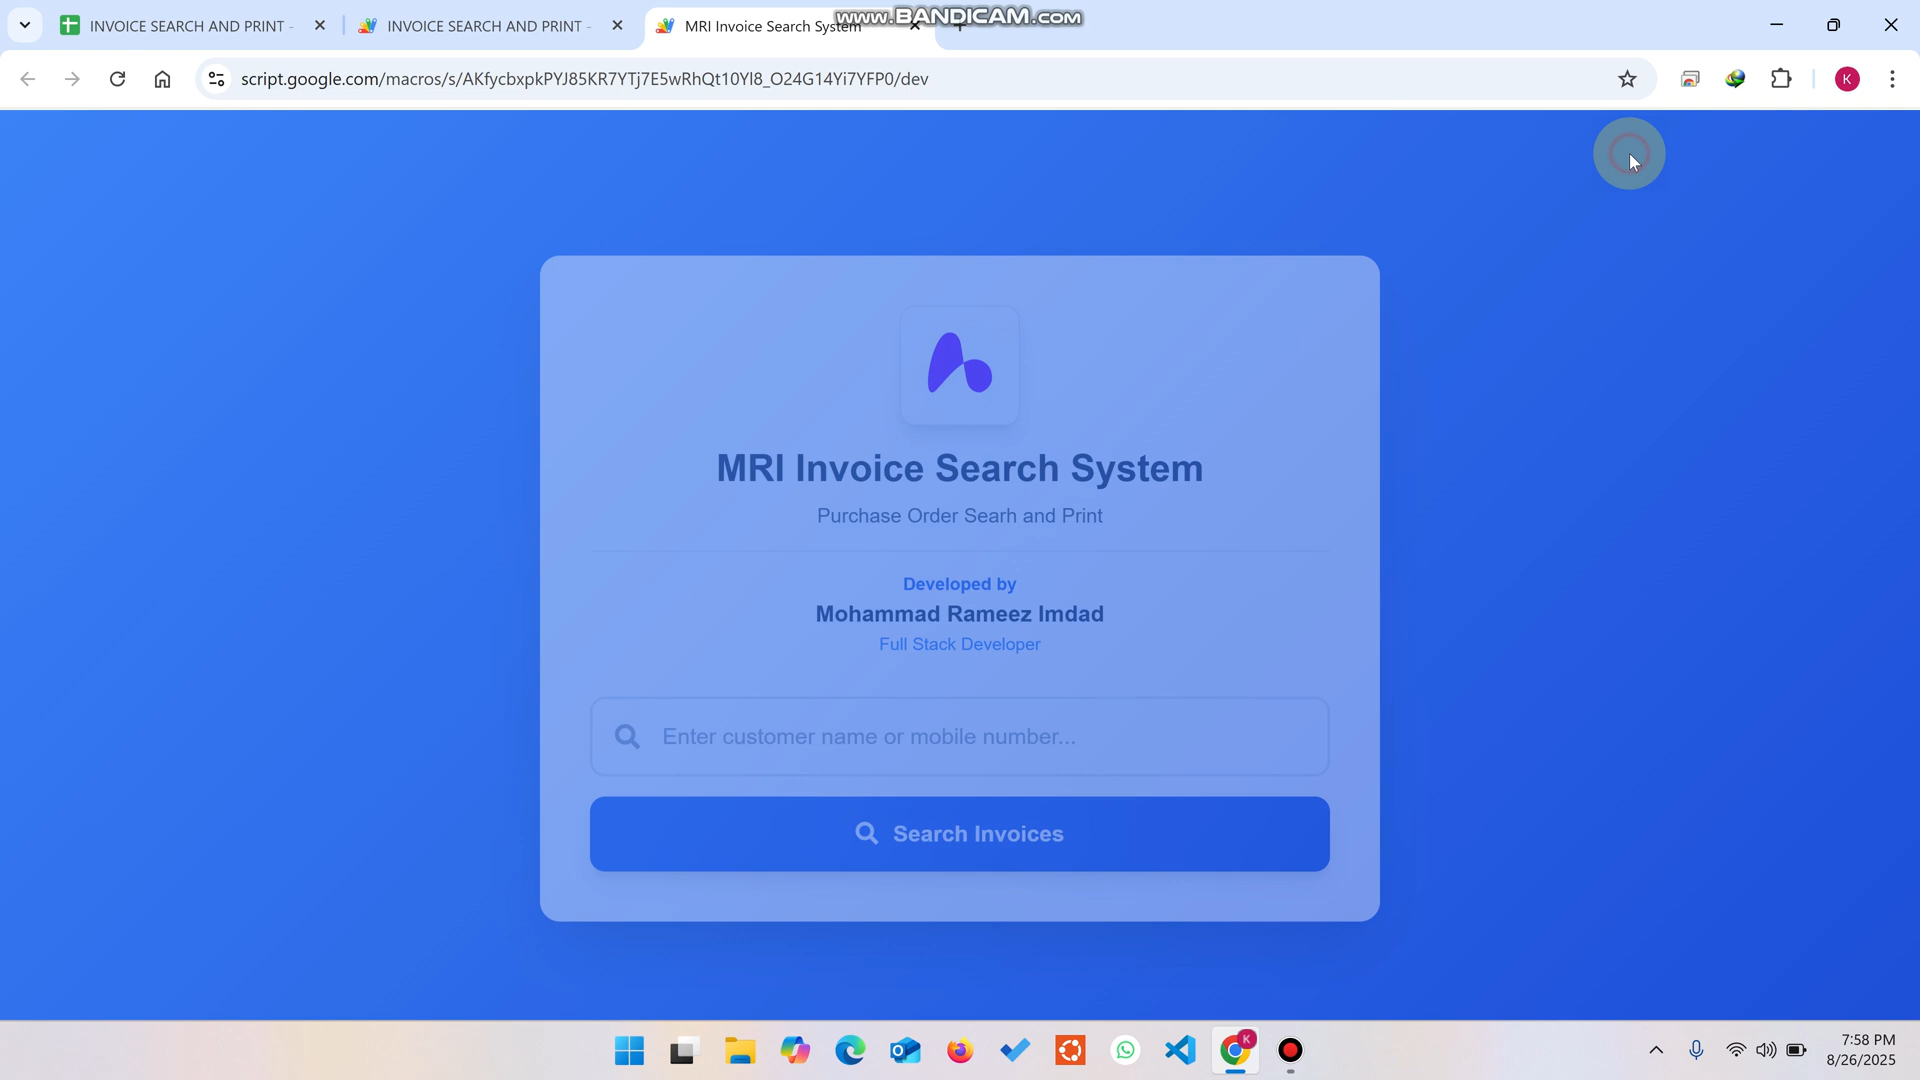 INVOICE SEARCH AND PRINT -
INVOICE SEARCH AND PRINT -
MRI Invoice Search System
www.BANDICAM.com
script.google.com/macros/s/AKfycbxpkPYJ85KR7YTj7E5wRhQt10Yl8_O24G14Yi7YFP0/dev
K
MRI Invoice Search System
Purchase Order Searh and Print
Developed by
Mohammad Rameez Imdad
Full Stack Developer
Enter customer name or mobile number...
Search Invoices
K
7:58 PM
8/26/2025